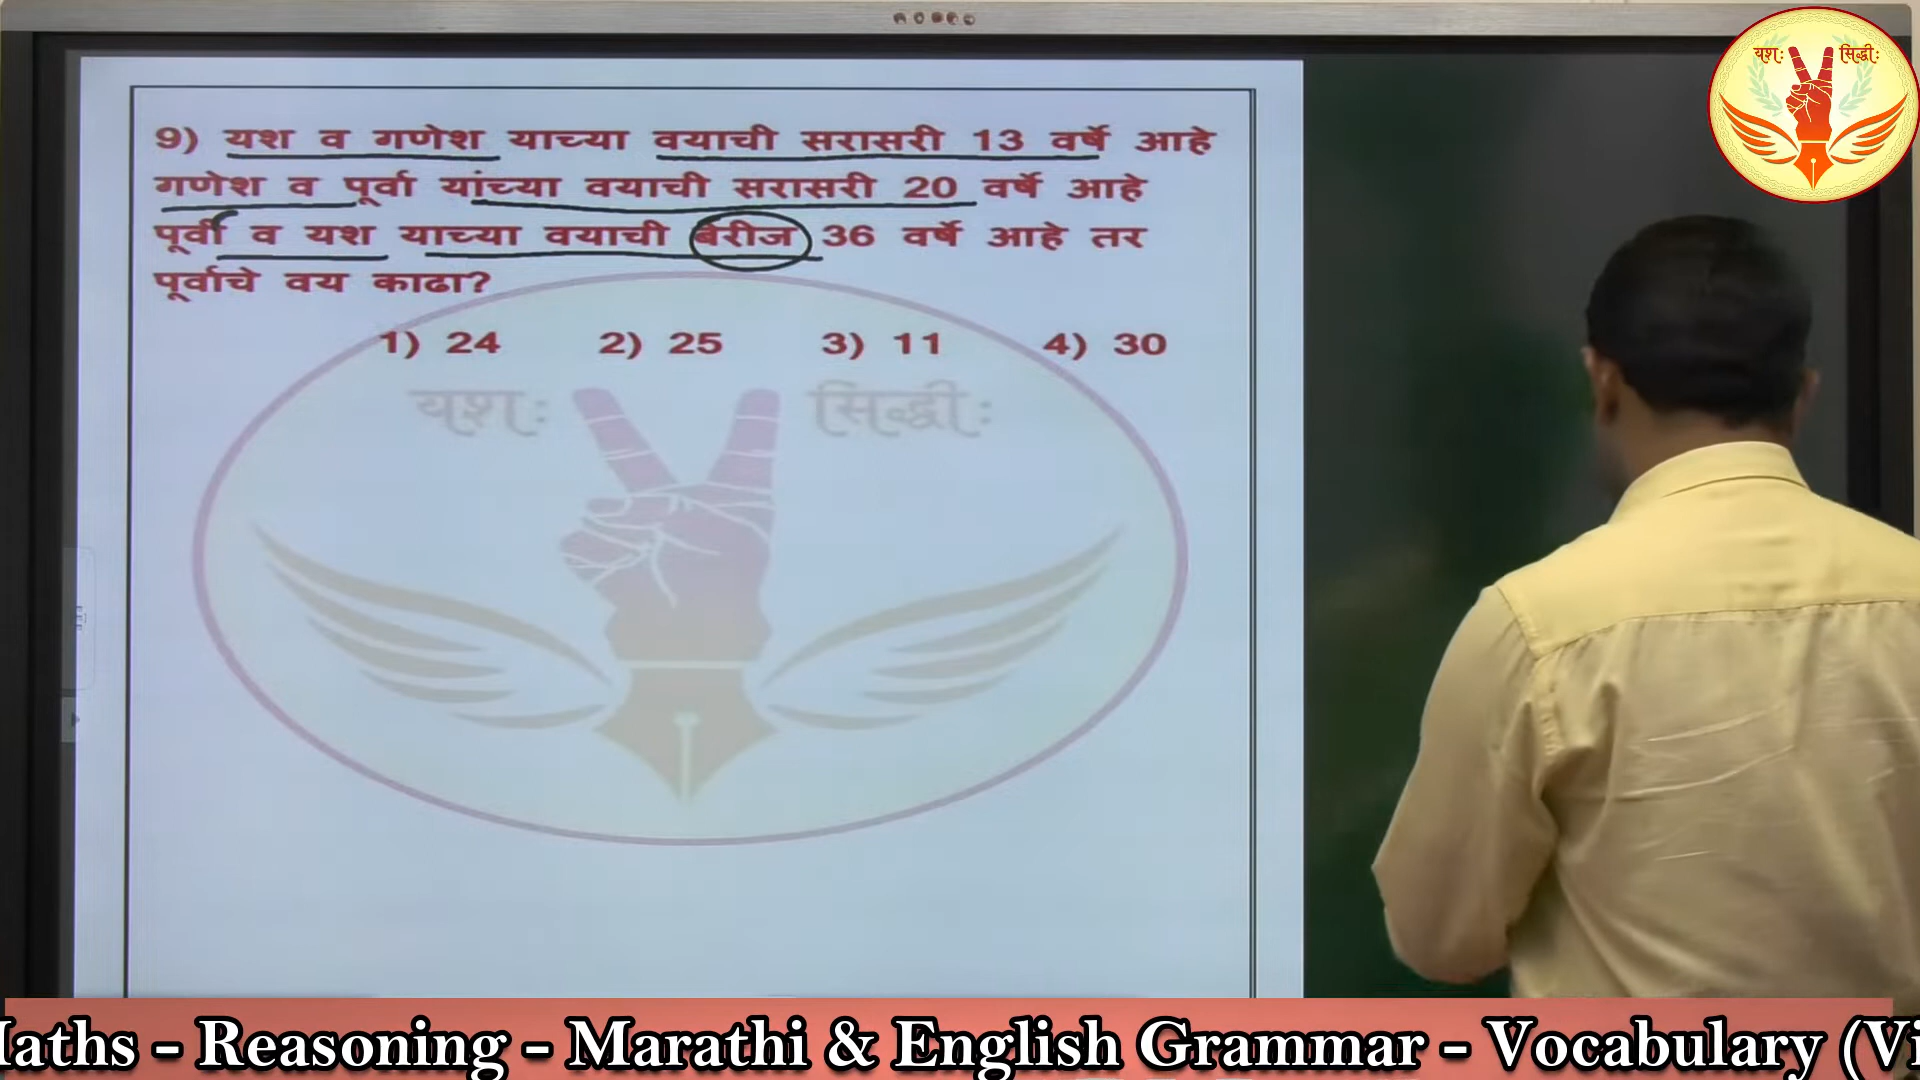 यशः सिद्धीः
9) यश व गणेश याच्या वयाची सरासरी 13 वर्षे आहे
गणेश व पूर्वा यांच्या वयाची सरासरी 20 वर्षे आहे
पूर्वा व यश याच्या वयाची बेरीज 36 वर्षे आहे तर
पूर्वाचे वय काढा?
1) 24 2) 25 3) 11 4) 30
यशः सिद्धीः
Maths - Reasoning - Marathi & English Grammar - Vocabulary (Vi